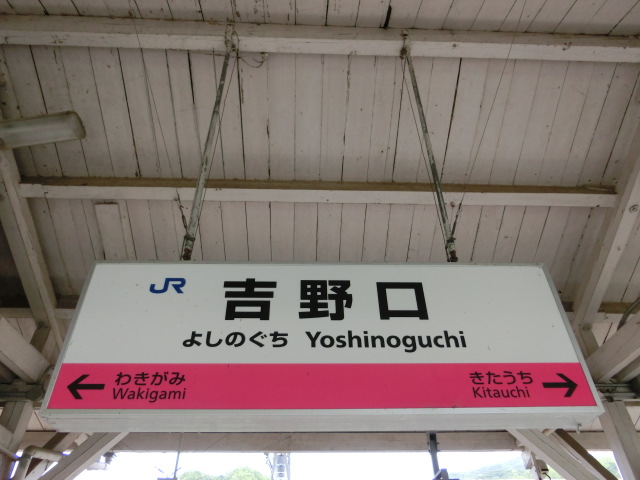 JR 吉野口
よしのぐち Yoshinoguchi
← わきがみ
Wakigami
きたうち →
Kitauchi